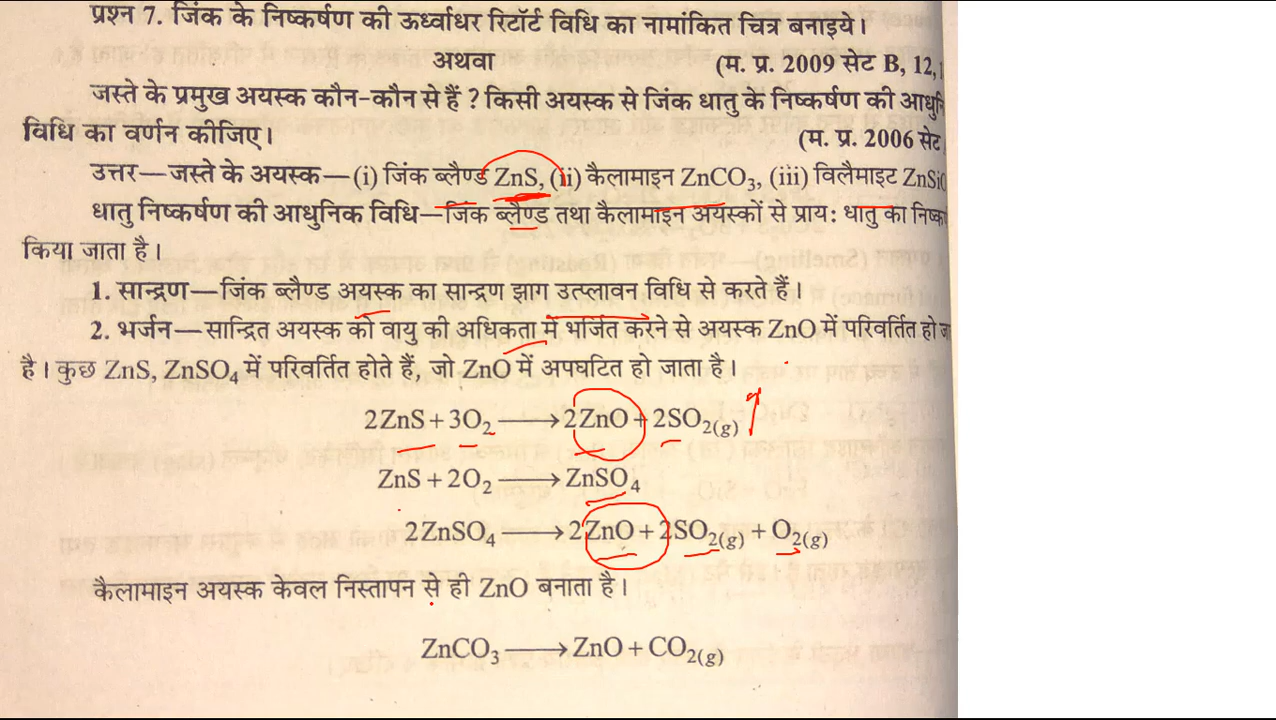 प्रश्न 7. जिंक के निष्कर्षण की ऊर्ध्वाधर रिटॉर्ट विधि का नामांकित चित्र बनाइये।
अथवा (म. प्र. 2009 सेट B, 12,
जस्ते के प्रमुख अयस्क कौन-कौन से हैं ? किसी अयस्क से जिंक धातु के निष्कर्षण की
विधि का वर्णन कीजिए। (म. प्र. 2006 सेट
उत्तर—जस्ते के अयस्क—(i) जिंक ब्लैण्ड ZnS, (ii) कैलामाइन ZnCO₃, (iii) विलैमाइट
धातु निष्कर्षण की आधुनिक विधि—जिंक ब्लैण्ड तथा कैलामाइन अयस्कों से प्राय: धातु का
किया जाता है।
1. सान्द्रण—जिंक ब्लैण्ड अयस्क का सान्द्रण झाग उत्प्लावन विधि से करते हैं।
2. भर्जन—सान्द्रित अयस्क को वायु की अधिकता में भर्जित करने से अयस्क ZnO में परिवर्तित हो
है। कुछ ZnS, ZnSO₄ में परिवर्तित होते हैं, जो ZnO में अपघटित हो जाता है।
2ZnS + 3O₂ ⟶ 2ZnO + 2SO₂(g) ↑
ZnS + 2O₂ ⟶ ZnSO₄
2ZnSO₄ ⟶ 2ZnO + 2SO₂(g) + O₂(g)
कैलामाइन अयस्क केवल निस्तापन से ही ZnO बनाता है।
ZnCO₃ ⟶ ZnO + CO₂(g)